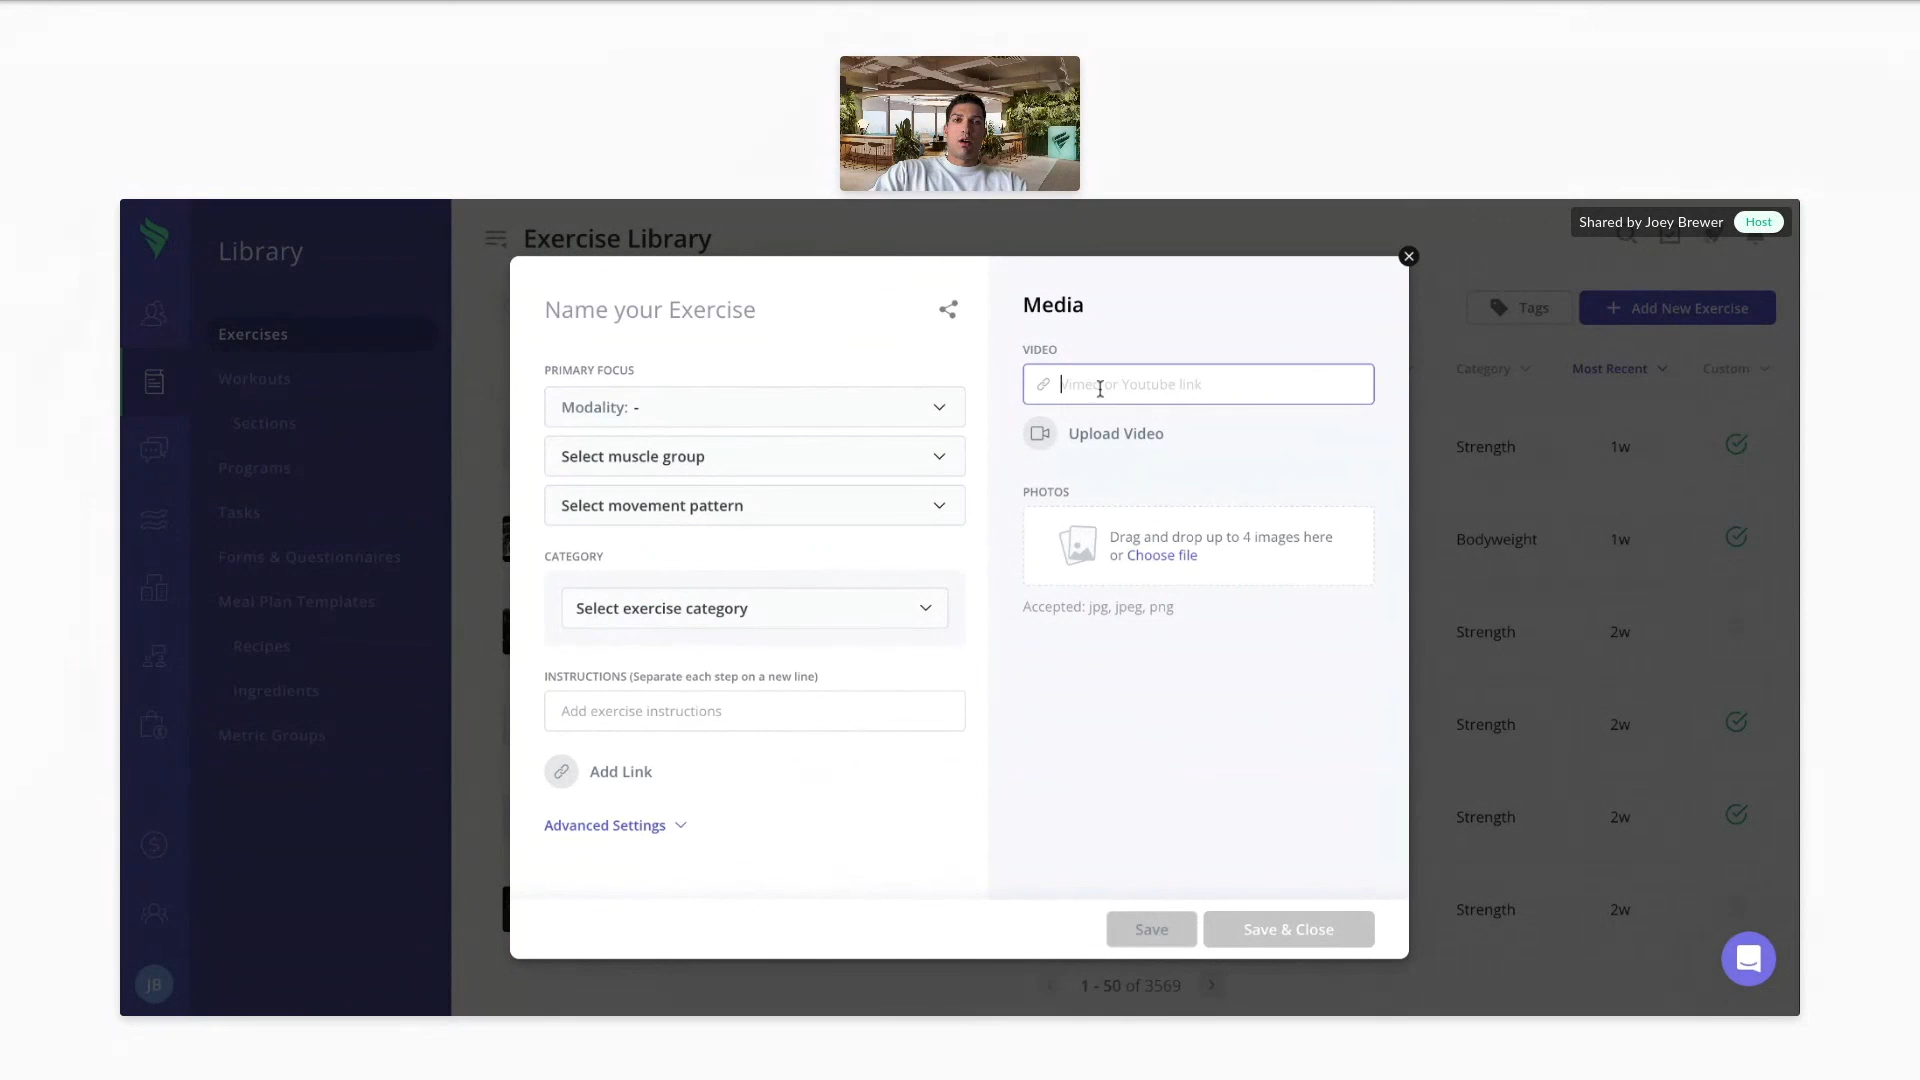 Shared by Joey Brewer Host
Library
Exercise Library
Exercises
Workouts
Sections
Programs
Tasks
Forms & Questionnaires
Meal Plan Templates
Recipes
Ingredients
Metric Groups
JB
Tags
Add New Exercise
Category
Most Recent
Custom
Strength 1w
Bodyweight 1w
Strength 2w
Strength 2w
Strength 2w
Strength 2w
1 - 50 of 3569
Name your Exercise
PRIMARY FOCUS
Modality: -
Select muscle group
Select movement pattern
CATEGORY
Select exercise category
INSTRUCTIONS (Separate each step on a new line)
Add exercise instructions
Add Link
Advanced Settings
Media
VIDEO
Vimeo or Youtube link
Upload Video
PHOTOS
Drag and drop up to 4 images here
or Choose file
Accepted: jpg, jpeg, png
Save
Save & Close